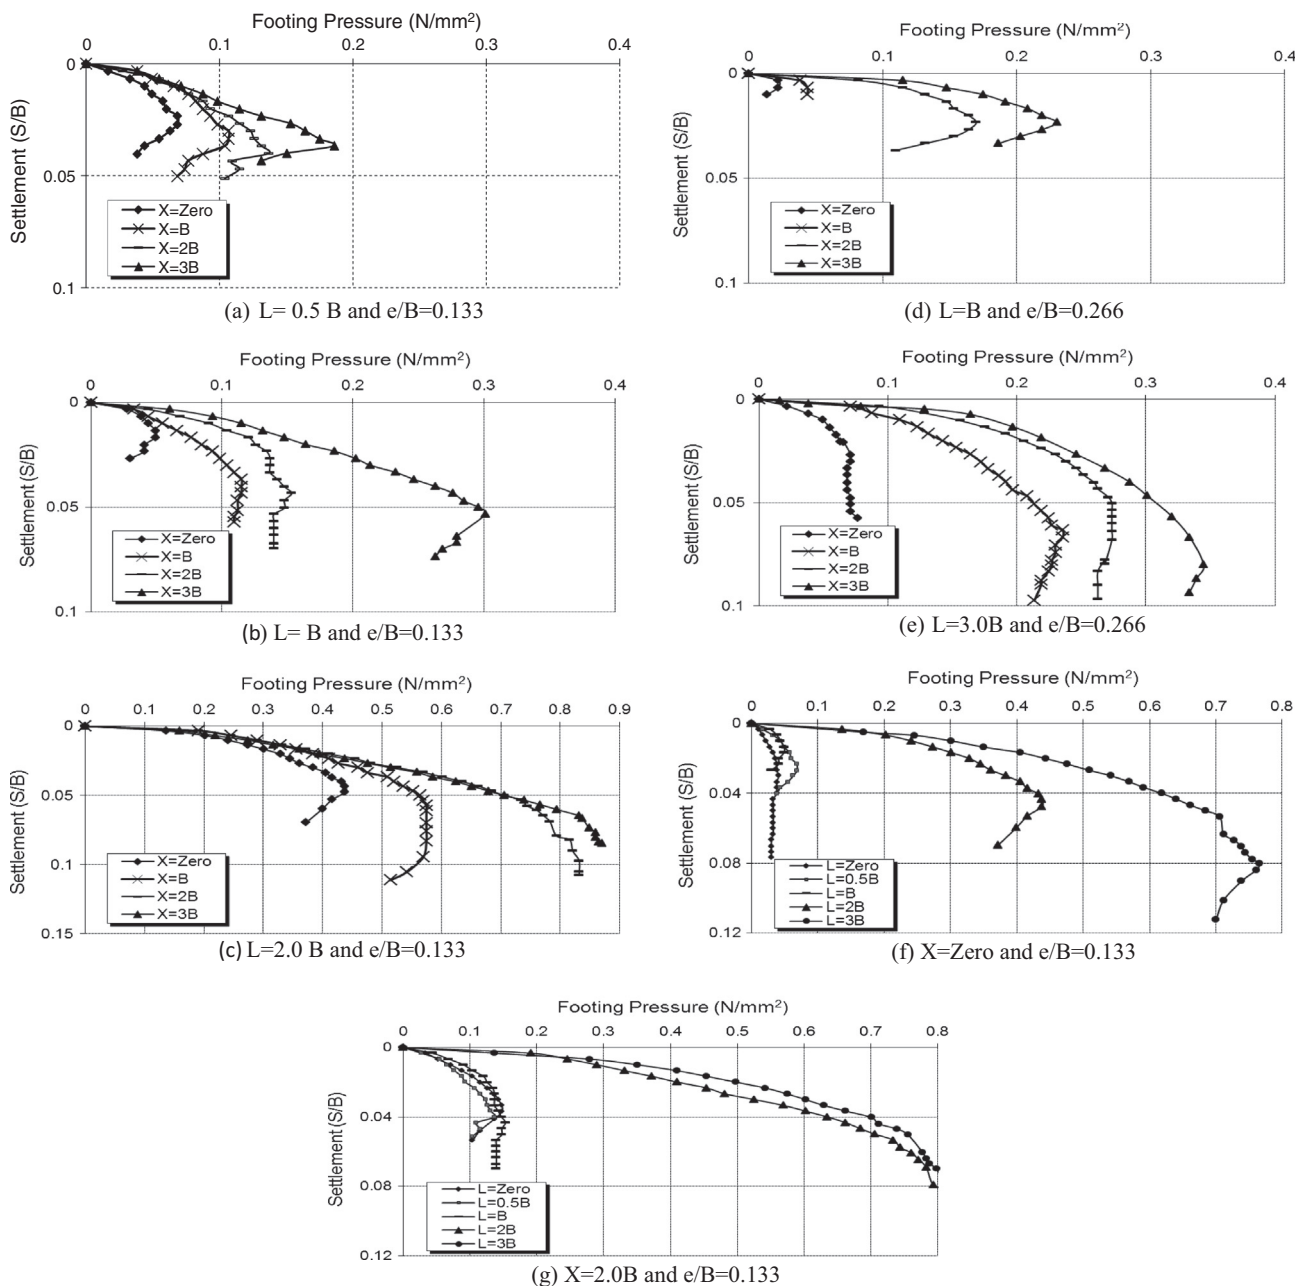 Footing Pressure (N/mm²)
0 0.1 0.2 0.3 0.4
0
0.05
0.1
Settlement (S/B)
X=Zero
X=B
X=2B
X=3B
(a) L= 0.5 B and e/B=0.133
Footing Pressure (N/mm²)
0 0.1 0.2 0.3 0.4
0
0.05
0.1
Settlement (S/B)
X=Zero
X=B
X=2B
X=3B
(d) L=B and e/B=0.266
Footing Pressure (N/mm²)
0 0.1 0.2 0.3 0.4
0
0.05
0.1
Settlement (S/B)
X=Zero
X=B
X=2B
X=3B
(b) L= B and e/B=0.133
Footing Pressure (N/mm²)
0 0.1 0.2 0.3 0.4
0
0.05
0.1
Settlement (S/B)
X=Zero
X=B
X=2B
X=3B
(e) L=3.0B and e/B=0.266
Footing Pressure (N/mm²)
0 0.1 0.2 0.3 0.4 0.5 0.6 0.7 0.8 0.9
0
0.05
0.1
0.15
Settlement (S/B)
X=Zero
X=B
X=2B
X=3B
(c) L=2.0 B and e/B=0.133
Footing Pressure (N/mm²)
0 0.1 0.2 0.3 0.4 0.5 0.6 0.7 0.8
0
0.04
0.08
0.12
Settlement (S/B)
L=Zero
L=0.5B
L=B
L=2B
L=3B
(f) X=Zero and e/B=0.133
Footing Pressure (N/mm²)
0 0.1 0.2 0.3 0.4 0.5 0.6 0.7 0.8
0
0.04
0.08
0.12
Settlement (S/B)
L=Zero
L=0.5B
L=B
L=2B
L=3B
(g) X=2.0B and e/B=0.133